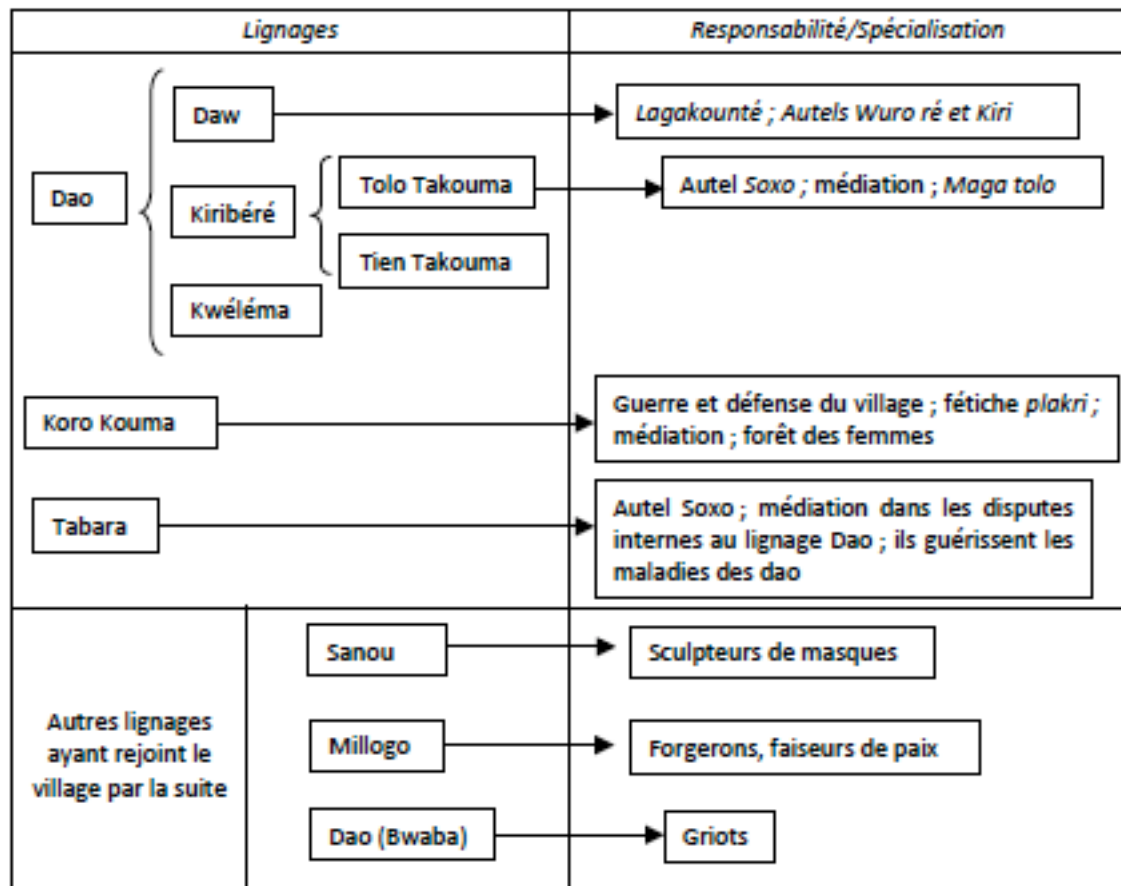 Lignages
Responsabilité/Spécialisation
Daw
Lagakounté ; Autels Wuro ré et Kiri
Dao
Kiribéré
Tolo Takouma
Autel Soxo ; médiation ; Maga tolo
Tien Takouma
Kwéléma
Koro Kouma
Guerre et défense du village ; fétiche plakri ;
médiation ; forêt des femmes
Tabara
Autel Soxo ; médiation dans les disputes
internes au lignage Dao ; ils guérissent les
maladies des dao
Autres lignages
ayant rejoint le
village par la suite
Sanou
Sculpteurs de masques
Millogo
Forgerons, faiseurs de paix
Dao (Bwaba)
Griots